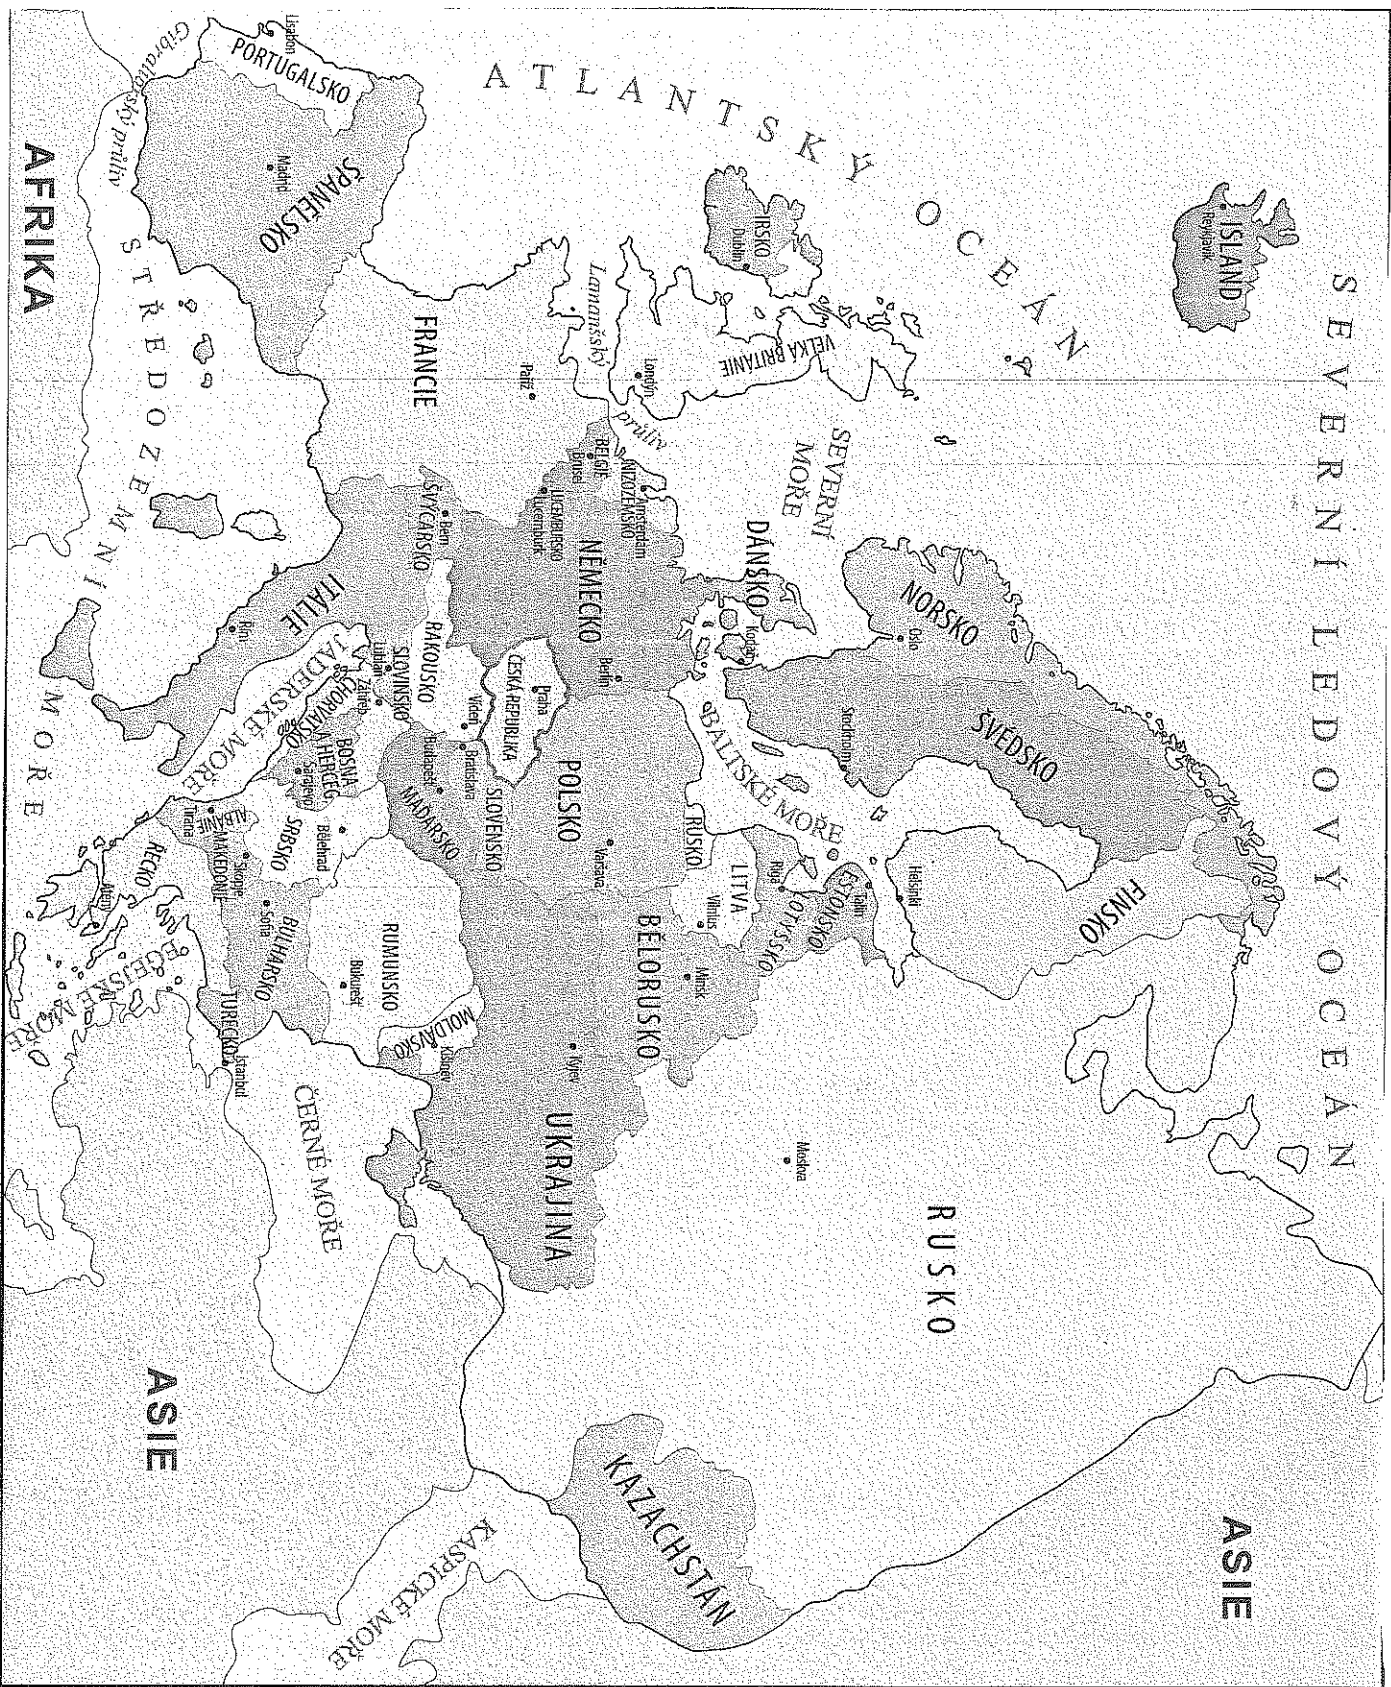 SEVERNÍ LEDOVÝ OCEÁN
ISLAND
Reykjavík
ATLANTSKÝ OCEÁN
NORSKO
Oslo
ŠVÉDSKO
Stockholm
FINSKO
Helsinki
RUSKO
Moskva
ASIE
SEVERNÍ
MOŘE
DÁNSKO
Kodaň
BALTSKÉ MOŘE
ESTONSKO
Talin
LOTYŠSKO
Riga
LITVA
Vilnius
RUSKO
IRSKO
Dublin
VELKÁ BRITÁNIE
Londýn
Lamanšský
průliv
NIZOZEMSKO
Amsterdam
BELGIE
Brusel
LUCEMBURSKO
Lucemburk
NĚMECKO
Berlín
POLSKO
Varšava
BĚLORUSKO
Minsk
KAZACHSTÁN
FRANCIE
Paříž
ČESKÁ REPUBLIKA
Praha
SLOVENSKO
Bratislava
UKRAJINA
Kyjev
ŠVÝCARSKO
Bern
RAKOUSKO
Vídeň
MAĎARSKO
Budapešť
MOLDAVSKO
Kišiněv
SLOVINSKO
Lublaň
CHORVATSKO
Záhřeb
RUMUNSKO
Bukurešť
BOSNA
A HERCEG
Sarajevo
SRBSKO
Bělehrad
ITÁLIE
Řím
JADERSKÉ MOŘE
ČERNÉ MOŘE
KASPICKÉ MOŘE
PORTUGALSKO
Lisabon
ŠPANĚLSKO
Madrid
BULHARSKO
Sofia
MAKEDONIE
Skopje
ALBÁNIE
Tirana
TURECKO
Istanbul
ŘECKO
Atény
EGEJSKÉ MOŘE
Gibraltarský průliv
STŘEDOZEMNÍ MOŘE
AFRIKA
ASIE